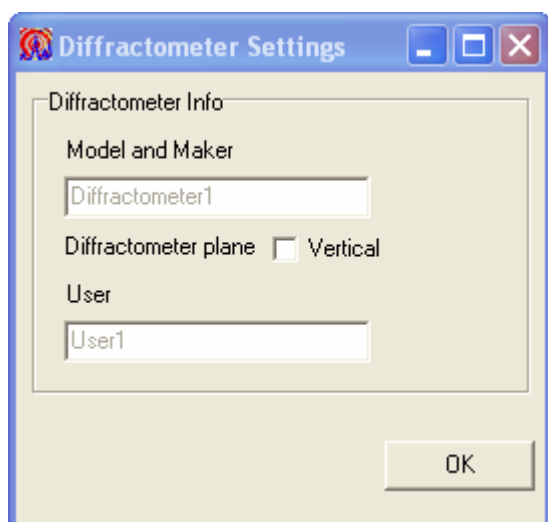 Diffractometer Settings
Diffractometer Info
Model and Maker
Diffractometer1
Diffractometer plane Vertical
User
User1
OK